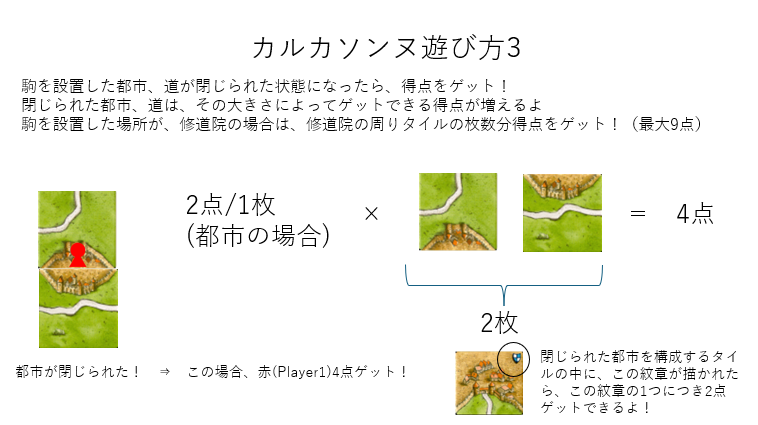 カルカソンヌ遊び方3
駒を設置した都市、道が閉じられた状態になったら、得点をゲット！
閉じられた都市、道は、その大きさによってゲットできる得点が増えるよ
駒を設置した場所が、修道院の場合は、修道院の周りタイルの枚数分得点をゲット！（最大9点）
2点/1枚
(都市の場合)
×
＝
4点
2枚
都市が閉じられた！　⇒　この場合、赤(Player1)4点ゲット！
閉じられた都市を構成するタイ
ルの中に、この紋章が描かれた
ら、この紋章の1つにつき2点
ゲットできるよ！